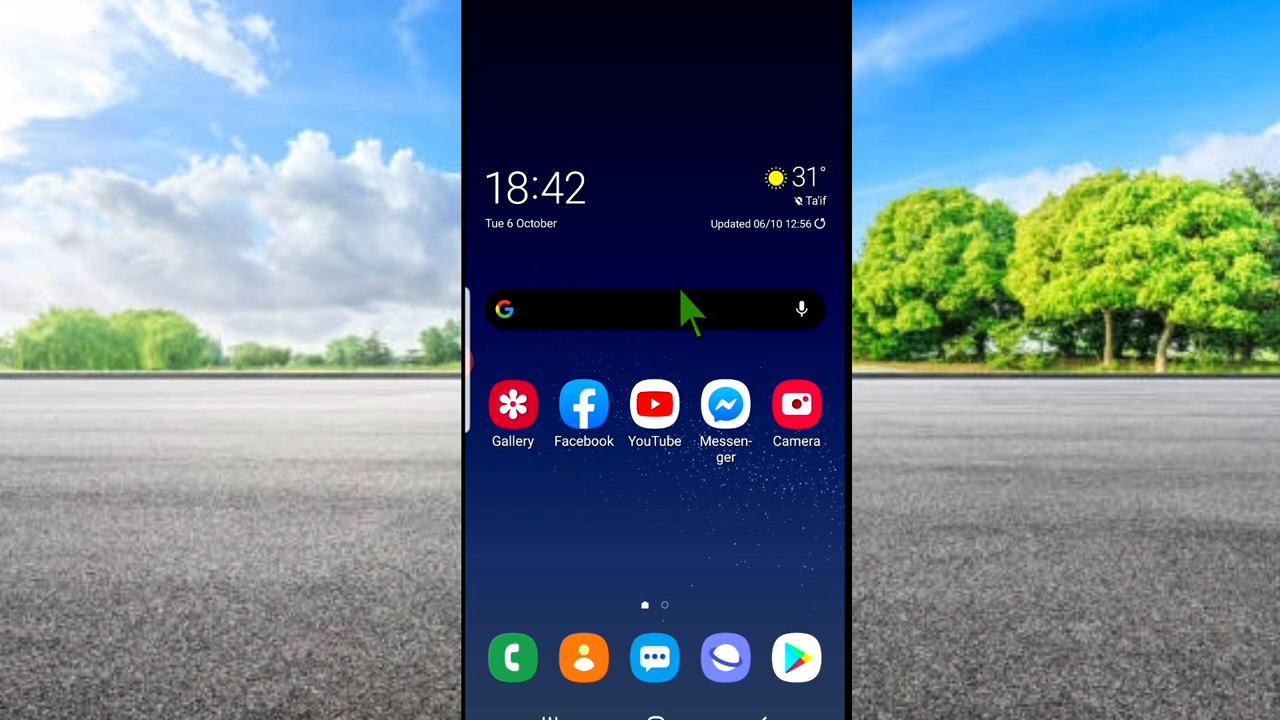 18:42
Tue 6 October
31°
Ta'if
Updated 06/10 12:56
Gallery
Facebook
YouTube
Messen-
ger
Camera